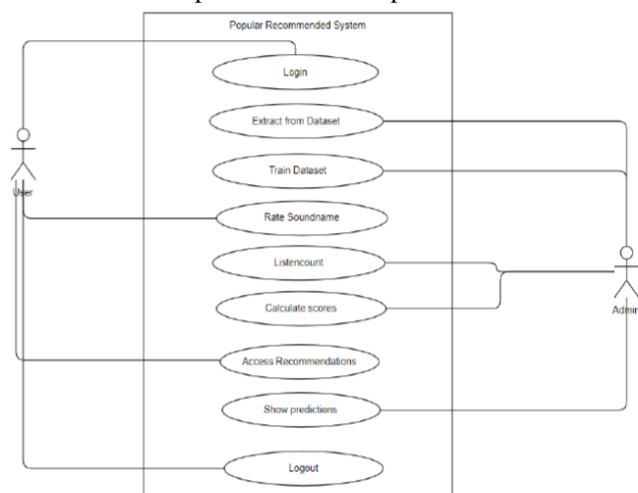 Popular Recommended System
Login
Extract from Dataset
Train Dataset
User
Rate Soundname
Listencount
Calculate scores
Admin
Access Recommendations
Show predictions
Logout